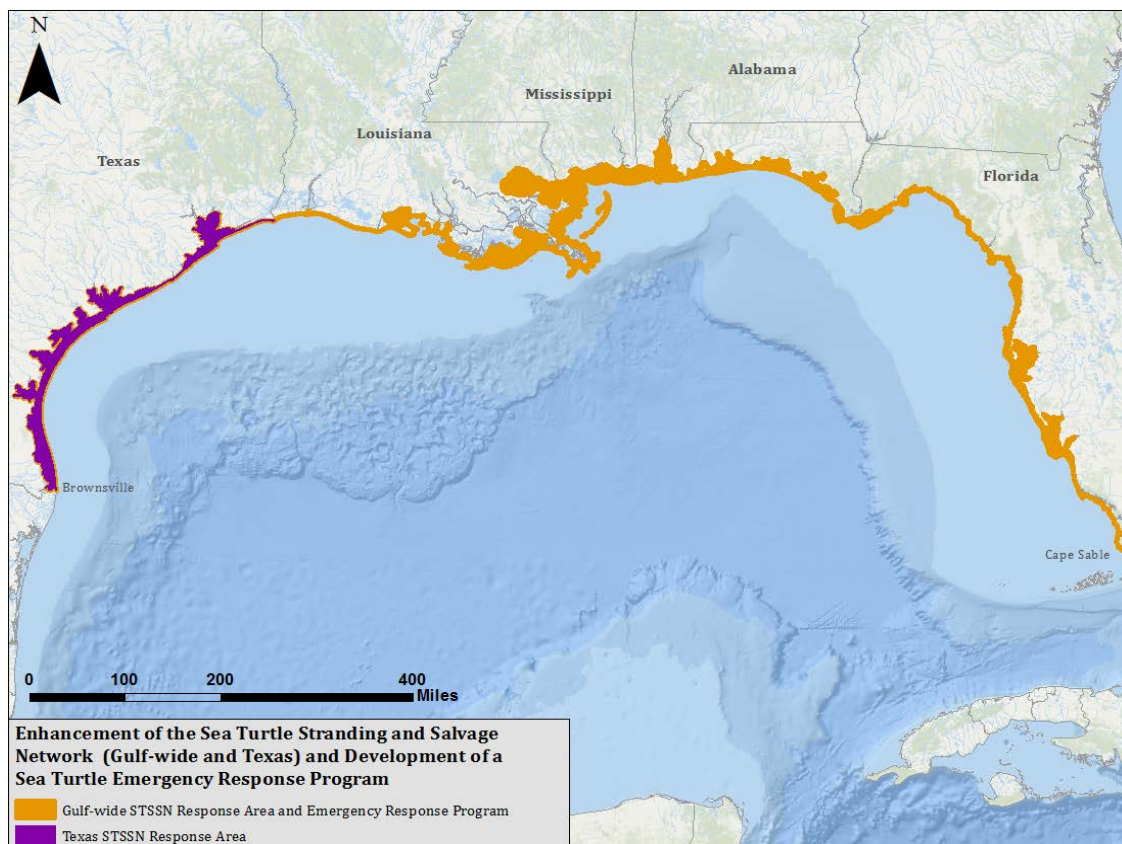 N
Alabama
Mississippi
Louisiana
Texas
Florida
Brownsville
Cape Sable
0 100 200 400
Miles
Enhancement of the Sea Turtle Stranding and Salvage
Network (Gulf-wide and Texas) and Development of a
Sea Turtle Emergency Response Program
Gulf-wide STSSN Response Area and Emergency Response Program
Texas STSSN Response Area